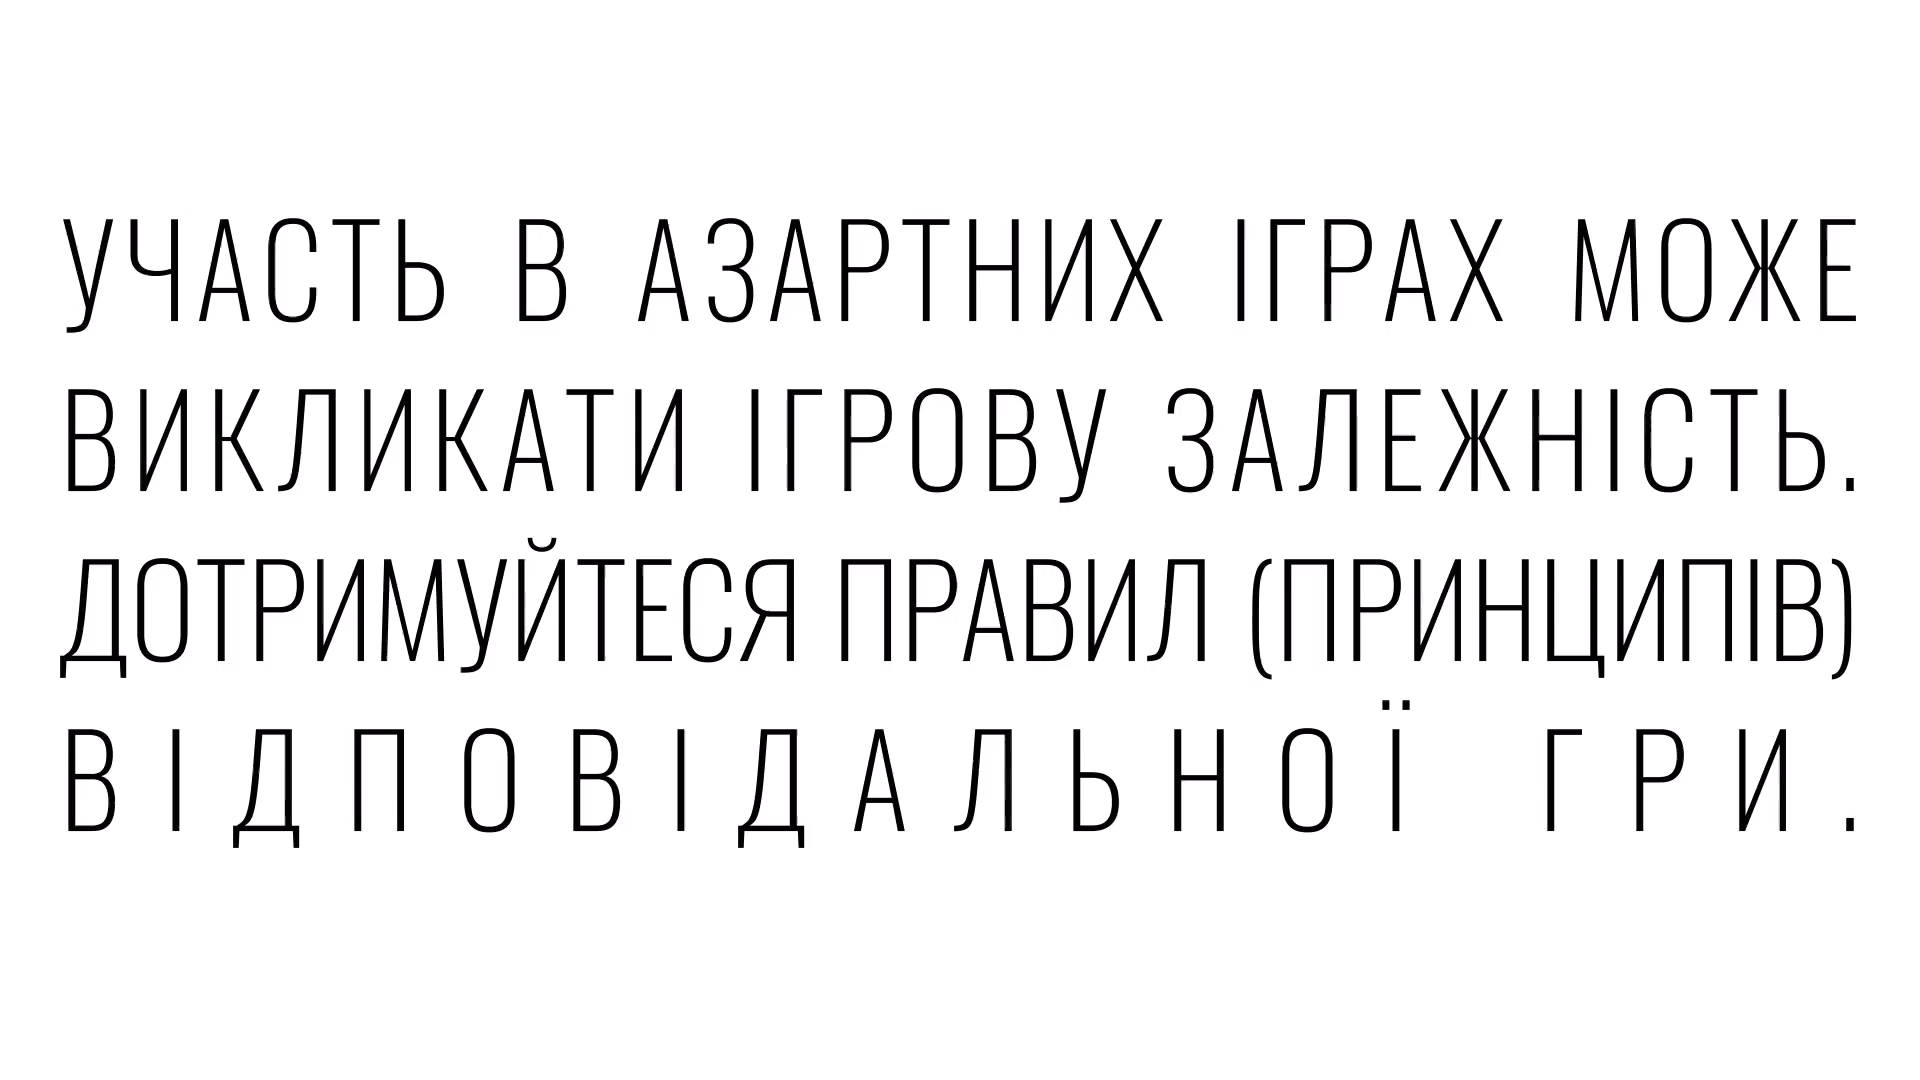 УЧАСТЬ В АЗАРТНИХ ІГРАХ МОЖЕ
ВИКЛИКАТИ ІГРОВУ ЗАЛЕЖНІСТЬ.
ДОТРИМУЙТЕСЯ ПРАВИЛ (ПРИНЦИПІВ)
ВІДПОВІДАЛЬНОЇ ГРИ.